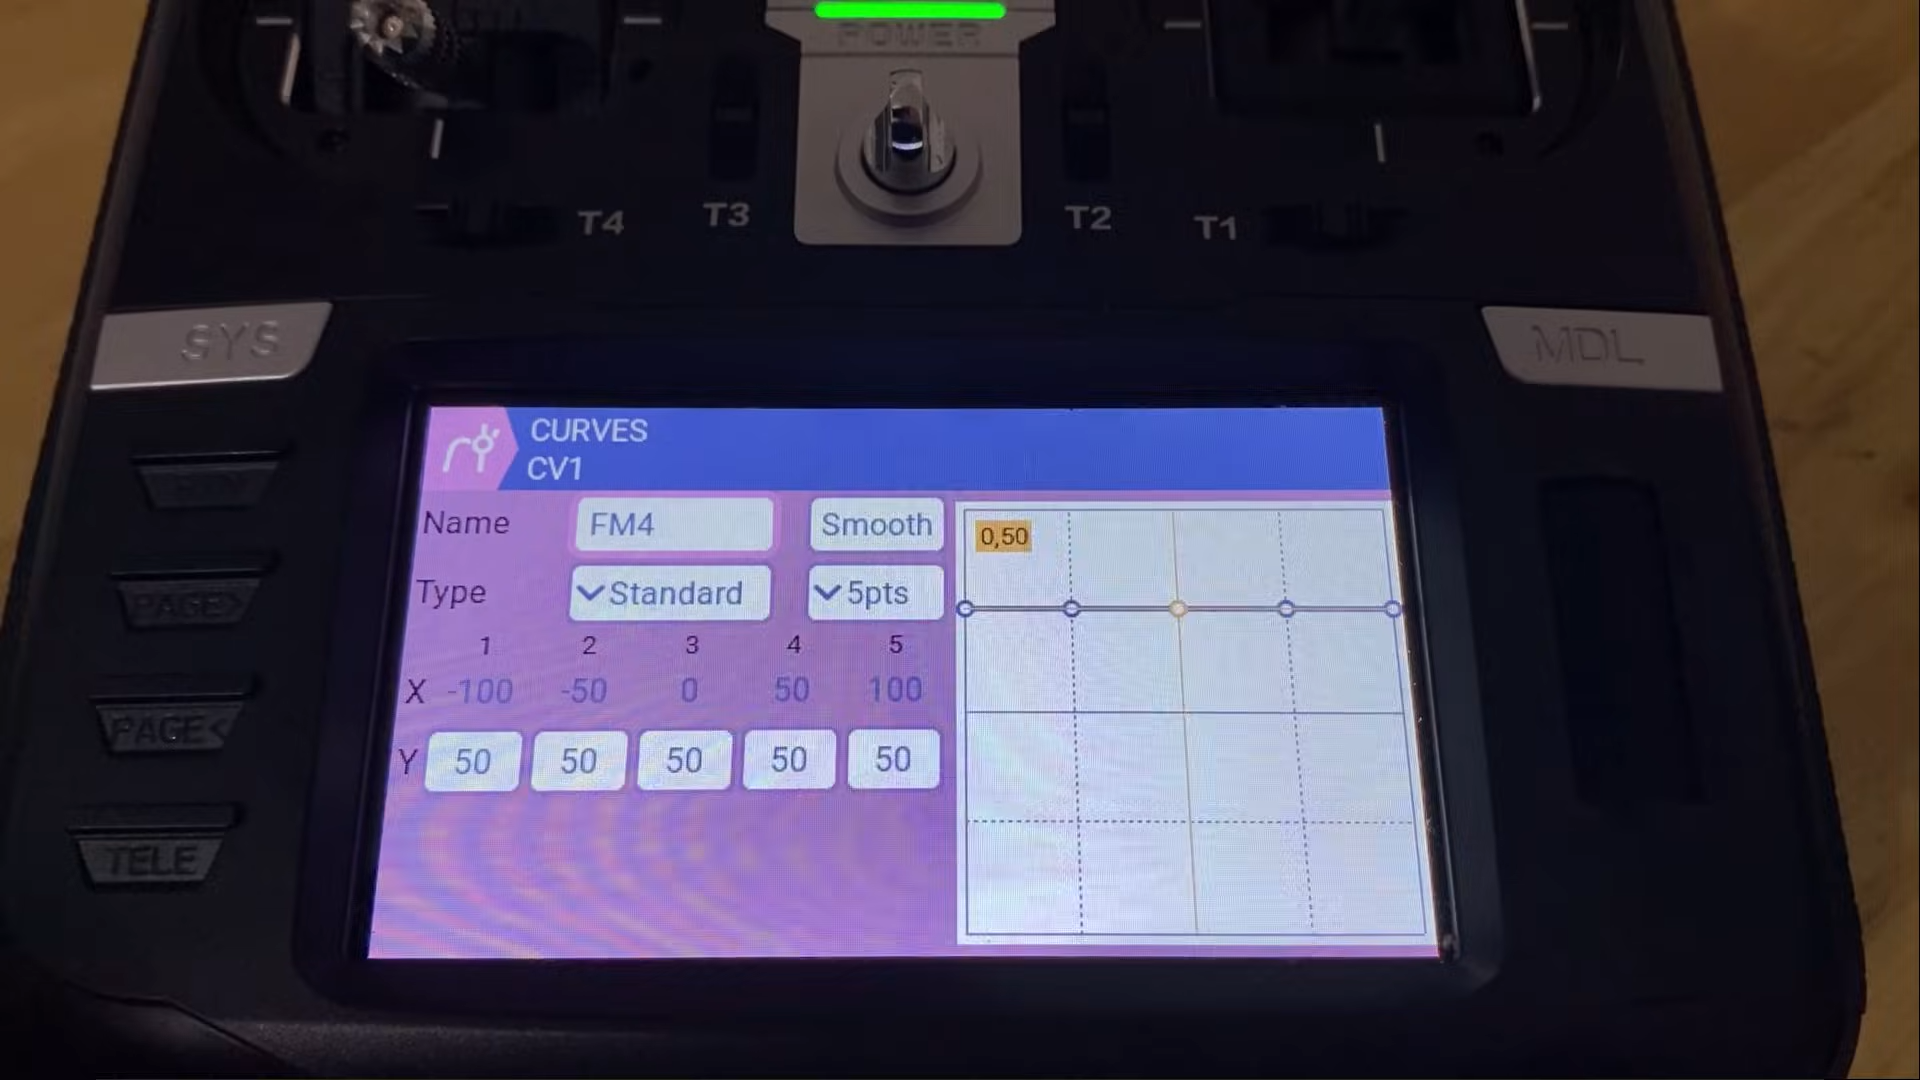 POWER
T4 T3 T2 T1
SYS
MDL
CURVES
CV1
Name FM4 Smooth
0,50
Type Standard 5pts
1 2 3 4 5
X -100 -50 0 50 100
Y 50 50 50 50 50
PAGE>
PAGE<
TELE